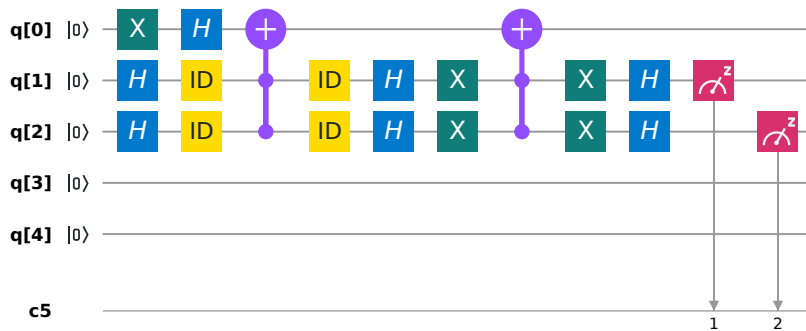 q[0] |0⟩ X H +
q[1] |0⟩ H ID ID H X X H z
q[2] |0⟩ H ID ID H X X H z
q[3] |0⟩
q[4] |0⟩
c5
1 2